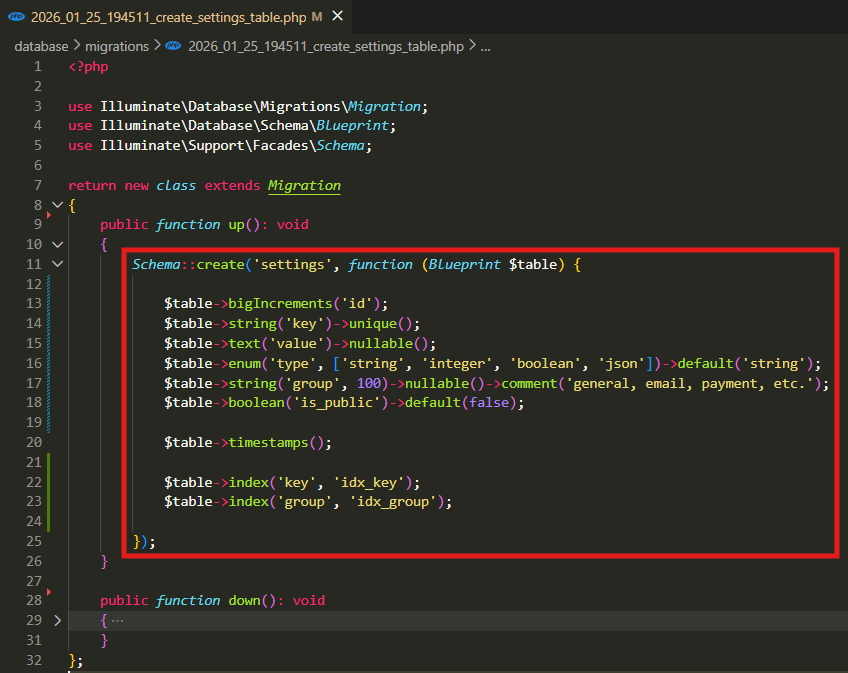 php 2026_01_25_194511_create_settings_table.php M ×
database > migrations > php 2026_01_25_194511_create_settings_table.php > ...
1 <?php
2
3 use Illuminate\Database\Migrations\Migration;
4 use Illuminate\Database\Schema\Blueprint;
5 use Illuminate\Support\Facades\Schema;
6
7 return new class extends Migration
8 {
9     public function up(): void
10     {
11         Schema::create('settings', function (Blueprint $table) {
12
13             $table->bigIncrements('id');
14             $table->string('key')->unique();
15             $table->text('value')->nullable();
16             $table->enum('type', ['string', 'integer', 'boolean', 'json'])->default('string');
17             $table->string('group', 100)->nullable()->comment('general, email, payment, etc.');
18             $table->boolean('is_public')->default(false);
19
20             $table->timestamps();
21
22             $table->index('key', 'idx_key');
23             $table->index('group', 'idx_group');
24
25         });
26     }
27
28     public function down(): void
29     { ...
31     }
32 };